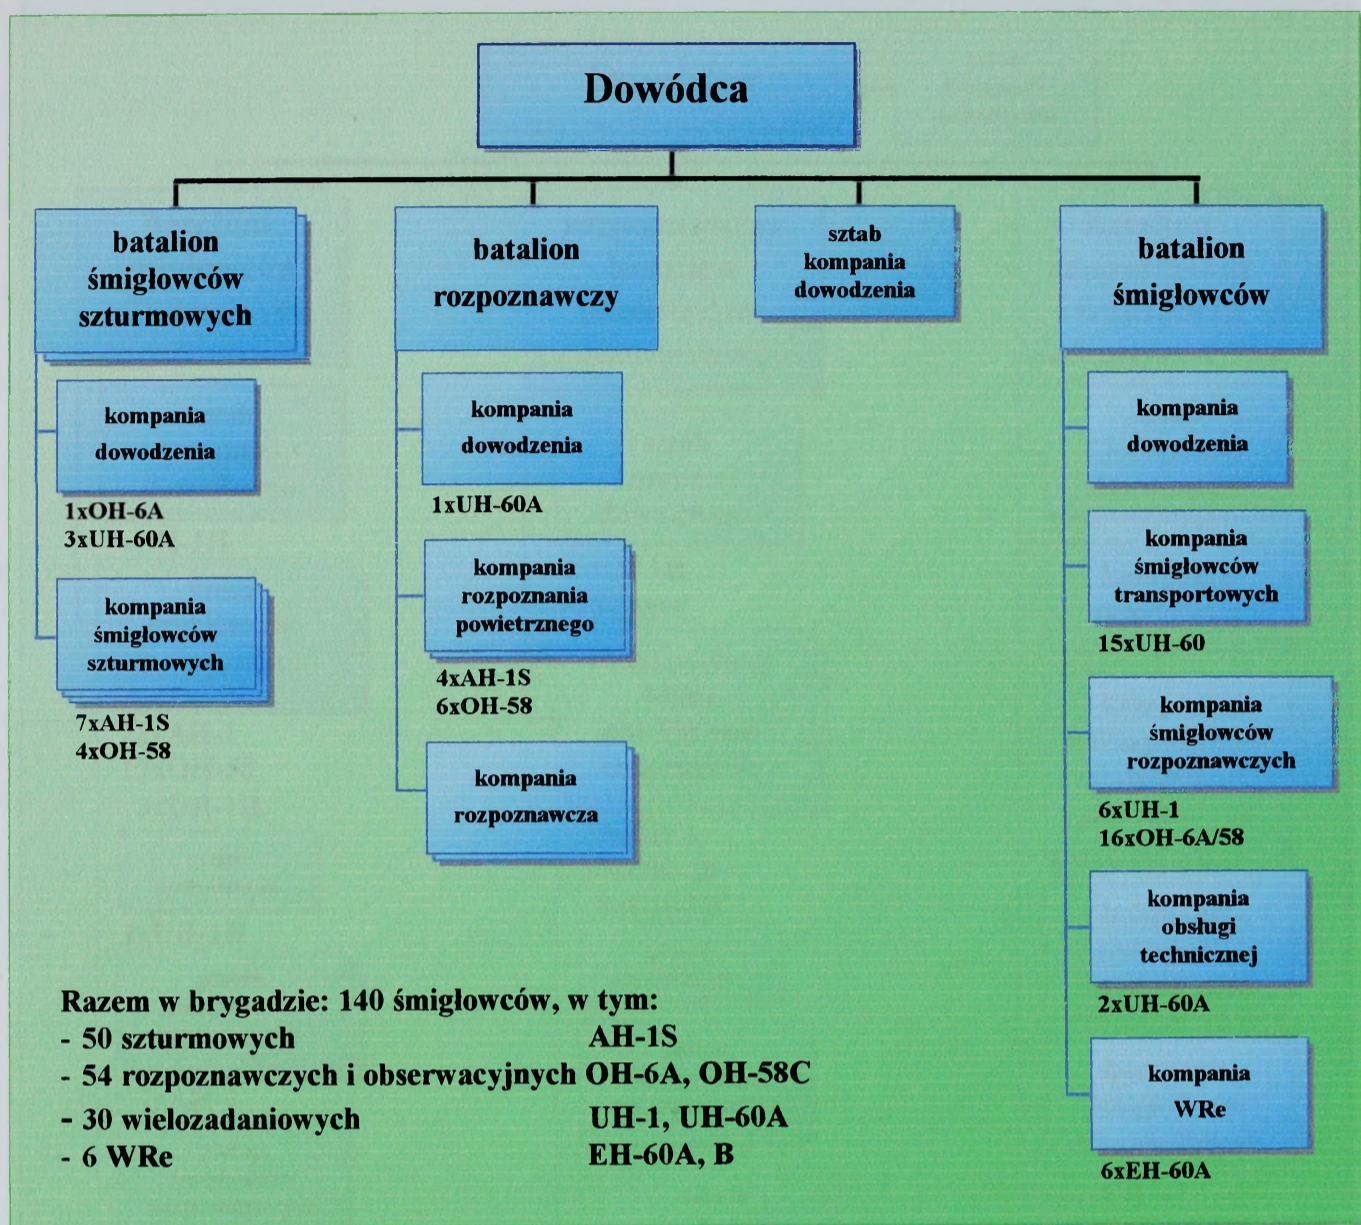 Dowódca
batalion
śmigłowców
szturmowych
kompania
dowodzenia
1xOH-6A
3xUH-60A
kompania
śmigłowców
szturmowych
7xAH-1S
4xOH-58
batalion
rozpoznawczy
kompania
dowodzenia
1xUH-60A
kompania
rozpoznania
powietrznego
4xAH-1S
6xOH-58
kompania
rozpoznawcza
sztab
kompania
dowodzenia
batalion
śmigłowców
kompania
dowodzenia
kompania
śmigłowców
transportowych
15xUH-60
kompania
śmigłowców
rozpoznawczych
6xUH-1
16xOH-6A/58
kompania
obsługi
technicznej
2xUH-60A
kompania
WRe
6xEH-60A
Razem w brygadzie: 140 śmigłowców, w tym:
- 50 szturmowych AH-1S
- 54 rozpoznawczych i obserwacyjnych OH-6A, OH-58C
- 30 wielozadaniowych UH-1, UH-60A
- 6 WRe EH-60A, B